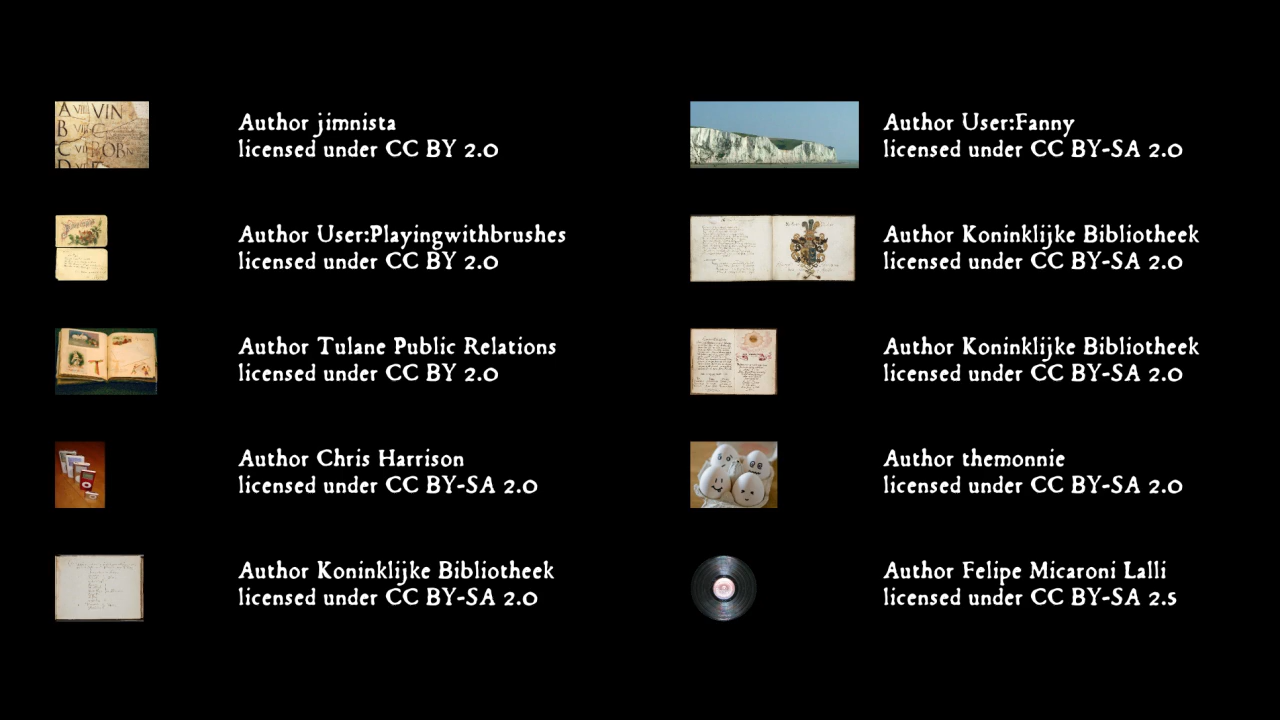 Author jimnista
licensed under CC BY 2.0
Author User:Playingwithbrushes
licensed under CC BY 2.0
Author Tulane Public Relations
licensed under CC BY 2.0
Author Chris Harrison
licensed under CC BY-SA 2.0
Author Koninklijke Bibliotheek
licensed under CC BY-SA 2.0
Author User:Fanny
licensed under CC BY-SA 2.0
Author Koninklijke Bibliotheek
licensed under CC BY-SA 2.0
Author Koninklijke Bibliotheek
licensed under CC BY-SA 2.0
Author themonnie
licensed under CC BY-SA 2.0
Author Felipe Micaroni Lalli
licensed under CC BY-SA 2.5